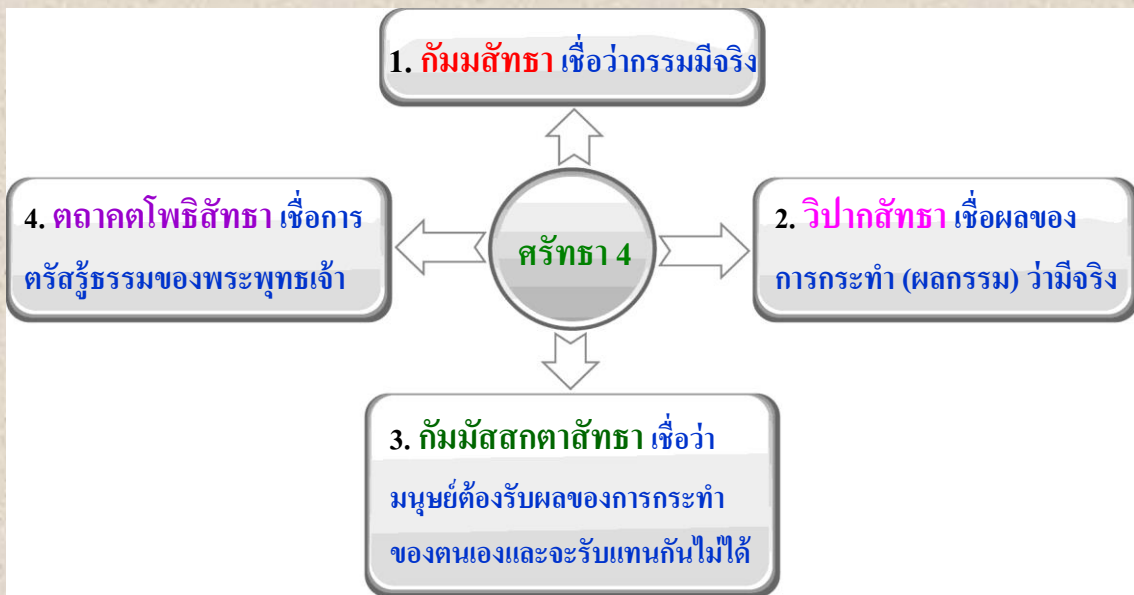 1. กัมมสัทธา เชื่อว่ากรรมมีจริง
4. ตถาคตโพธิสัทธา เชื่อการ
ตรัสรู้ธรรมของพระพุทธเจ้า
ศรัทธา 4
2. วิปากสัทธา เชื่อผลของ
การกระทำ (ผลกรรม) ว่ามีจริง
3. กัมมัสสกตาสัทธา เชื่อว่า
มนุษย์ต้องรับผลของการกระทำ
ของตนเองและจะรับแทนกันไม่ได้